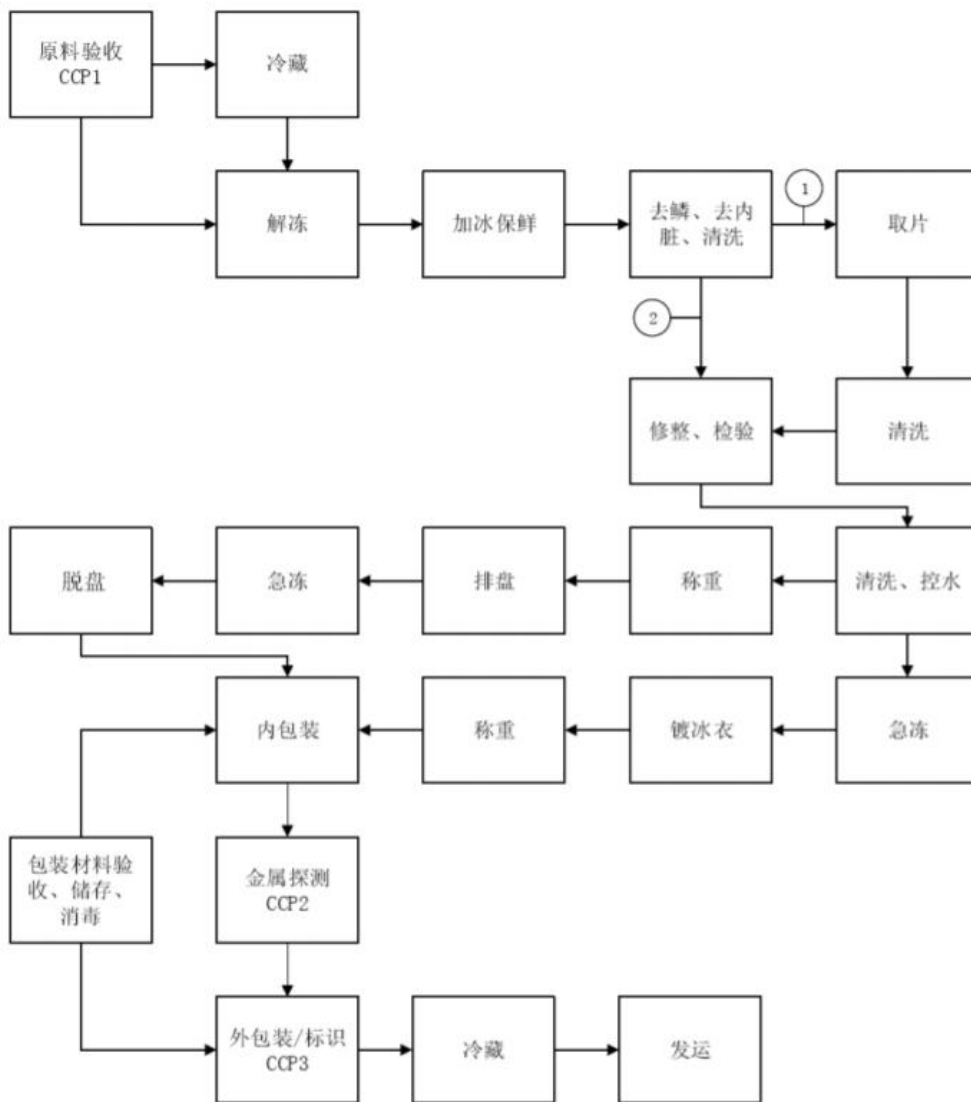 原料验收
CCP1
冷藏
解冻
加冰保鲜
去鳞、去内
脏、清洗
1
取片
2
修整、检验
清洗
脱盘
急冻
排盘
称重
清洗、控水
内包装
称重
镀冰衣
急冻
包装材料验
收、储存、
消毒
金属探测
CCP2
外包装/标识
CCP3
冷藏
发运